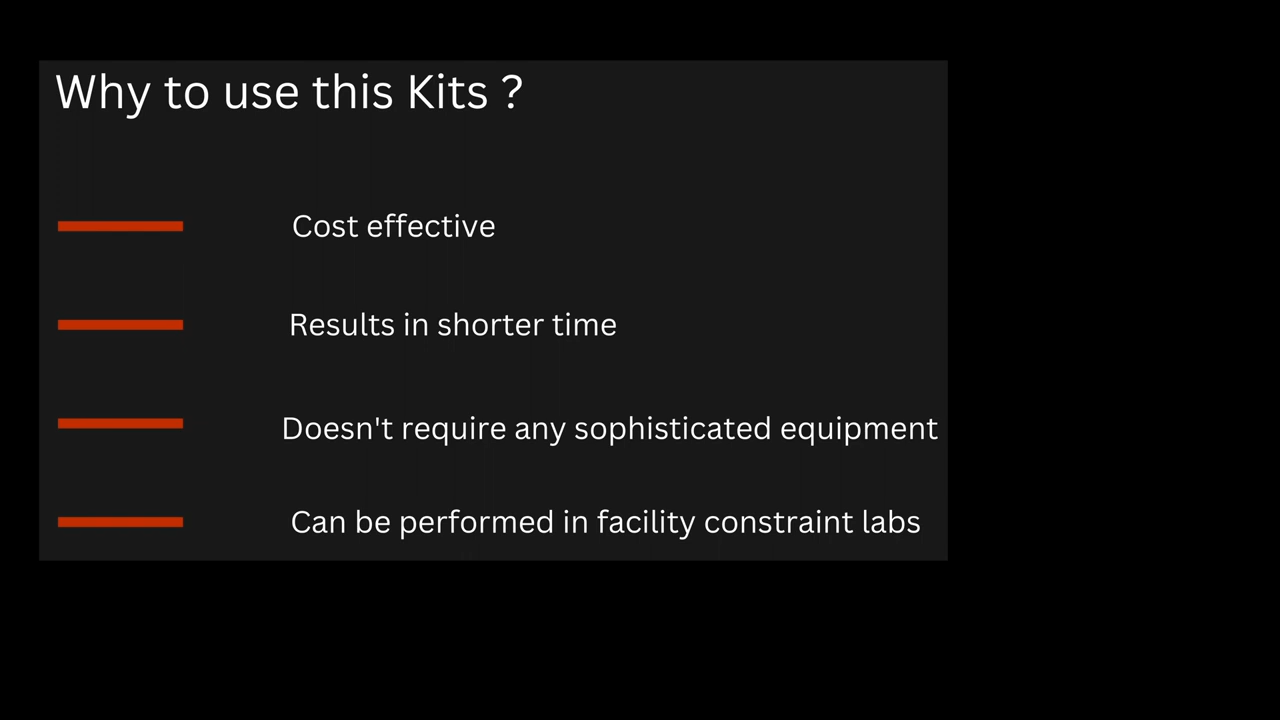 Why to use this Kits ?
Cost effective
Results in shorter time
Doesn't require any sophisticated equipment
Can be performed in facility constraint labs